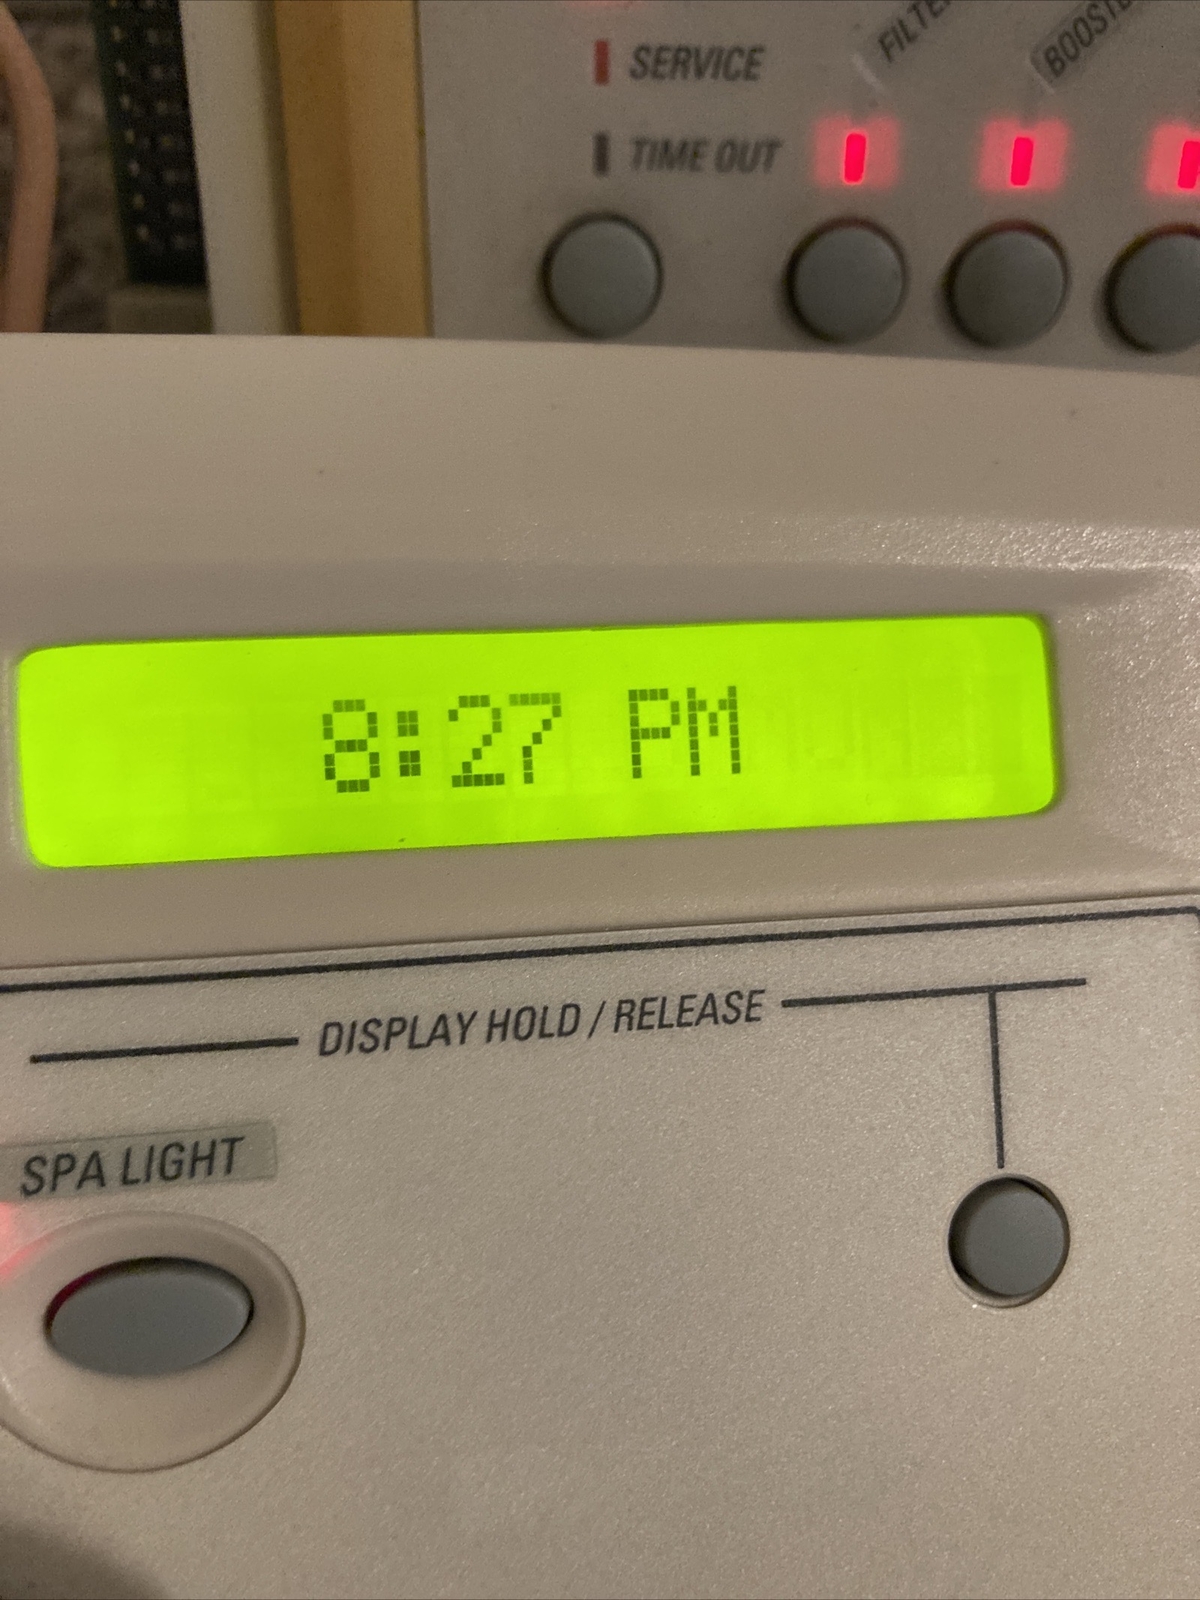 SERVICE
TIME OUT
8:27 PM
DISPLAY HOLD / RELEASE
SPA LIGHT